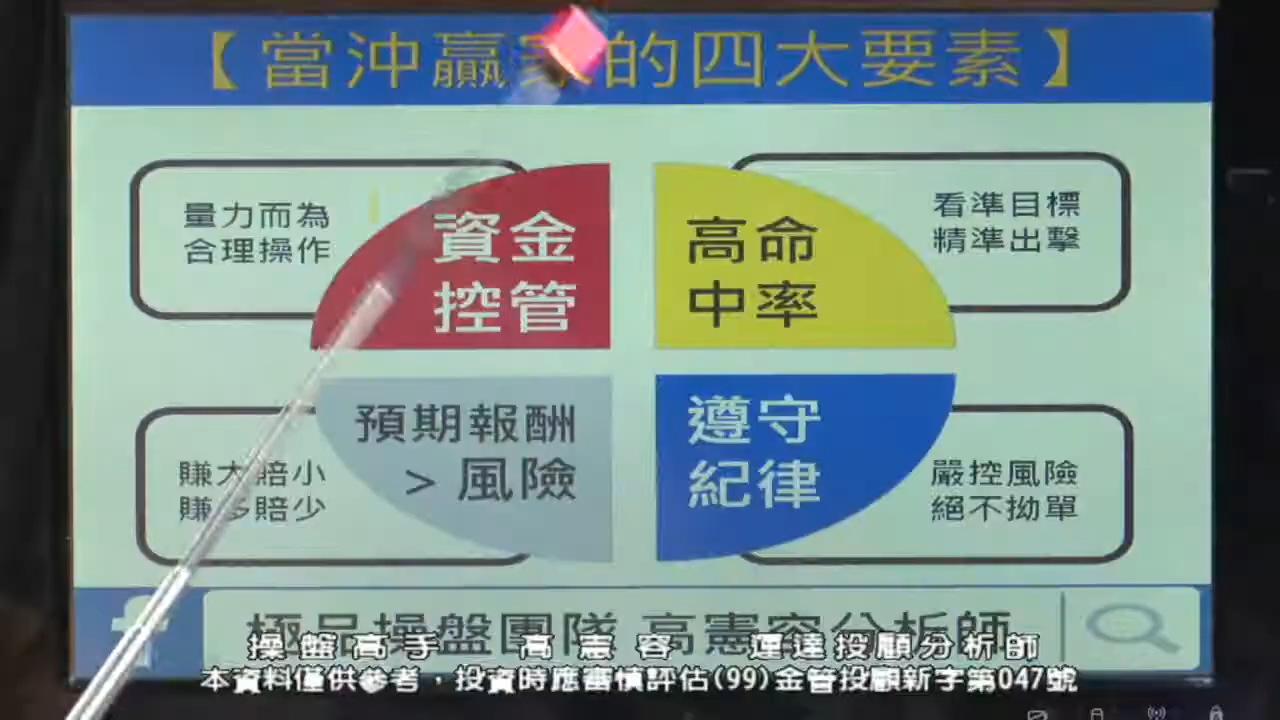 【當沖贏家的四大要素】
量力而為
合理操作
資金
控管
高命
中率
看準目標
精準出擊
預期報酬
> 風險
賺大賠小
賺多賠少
遵守
紀律
嚴控風險
絕不拗單
極品操盤團隊 高憲容分析師
操盤高手 高憲容 運達投顧分析師
本資料僅供參考,投資時應審慎評估(99)金管投顧新字第047號